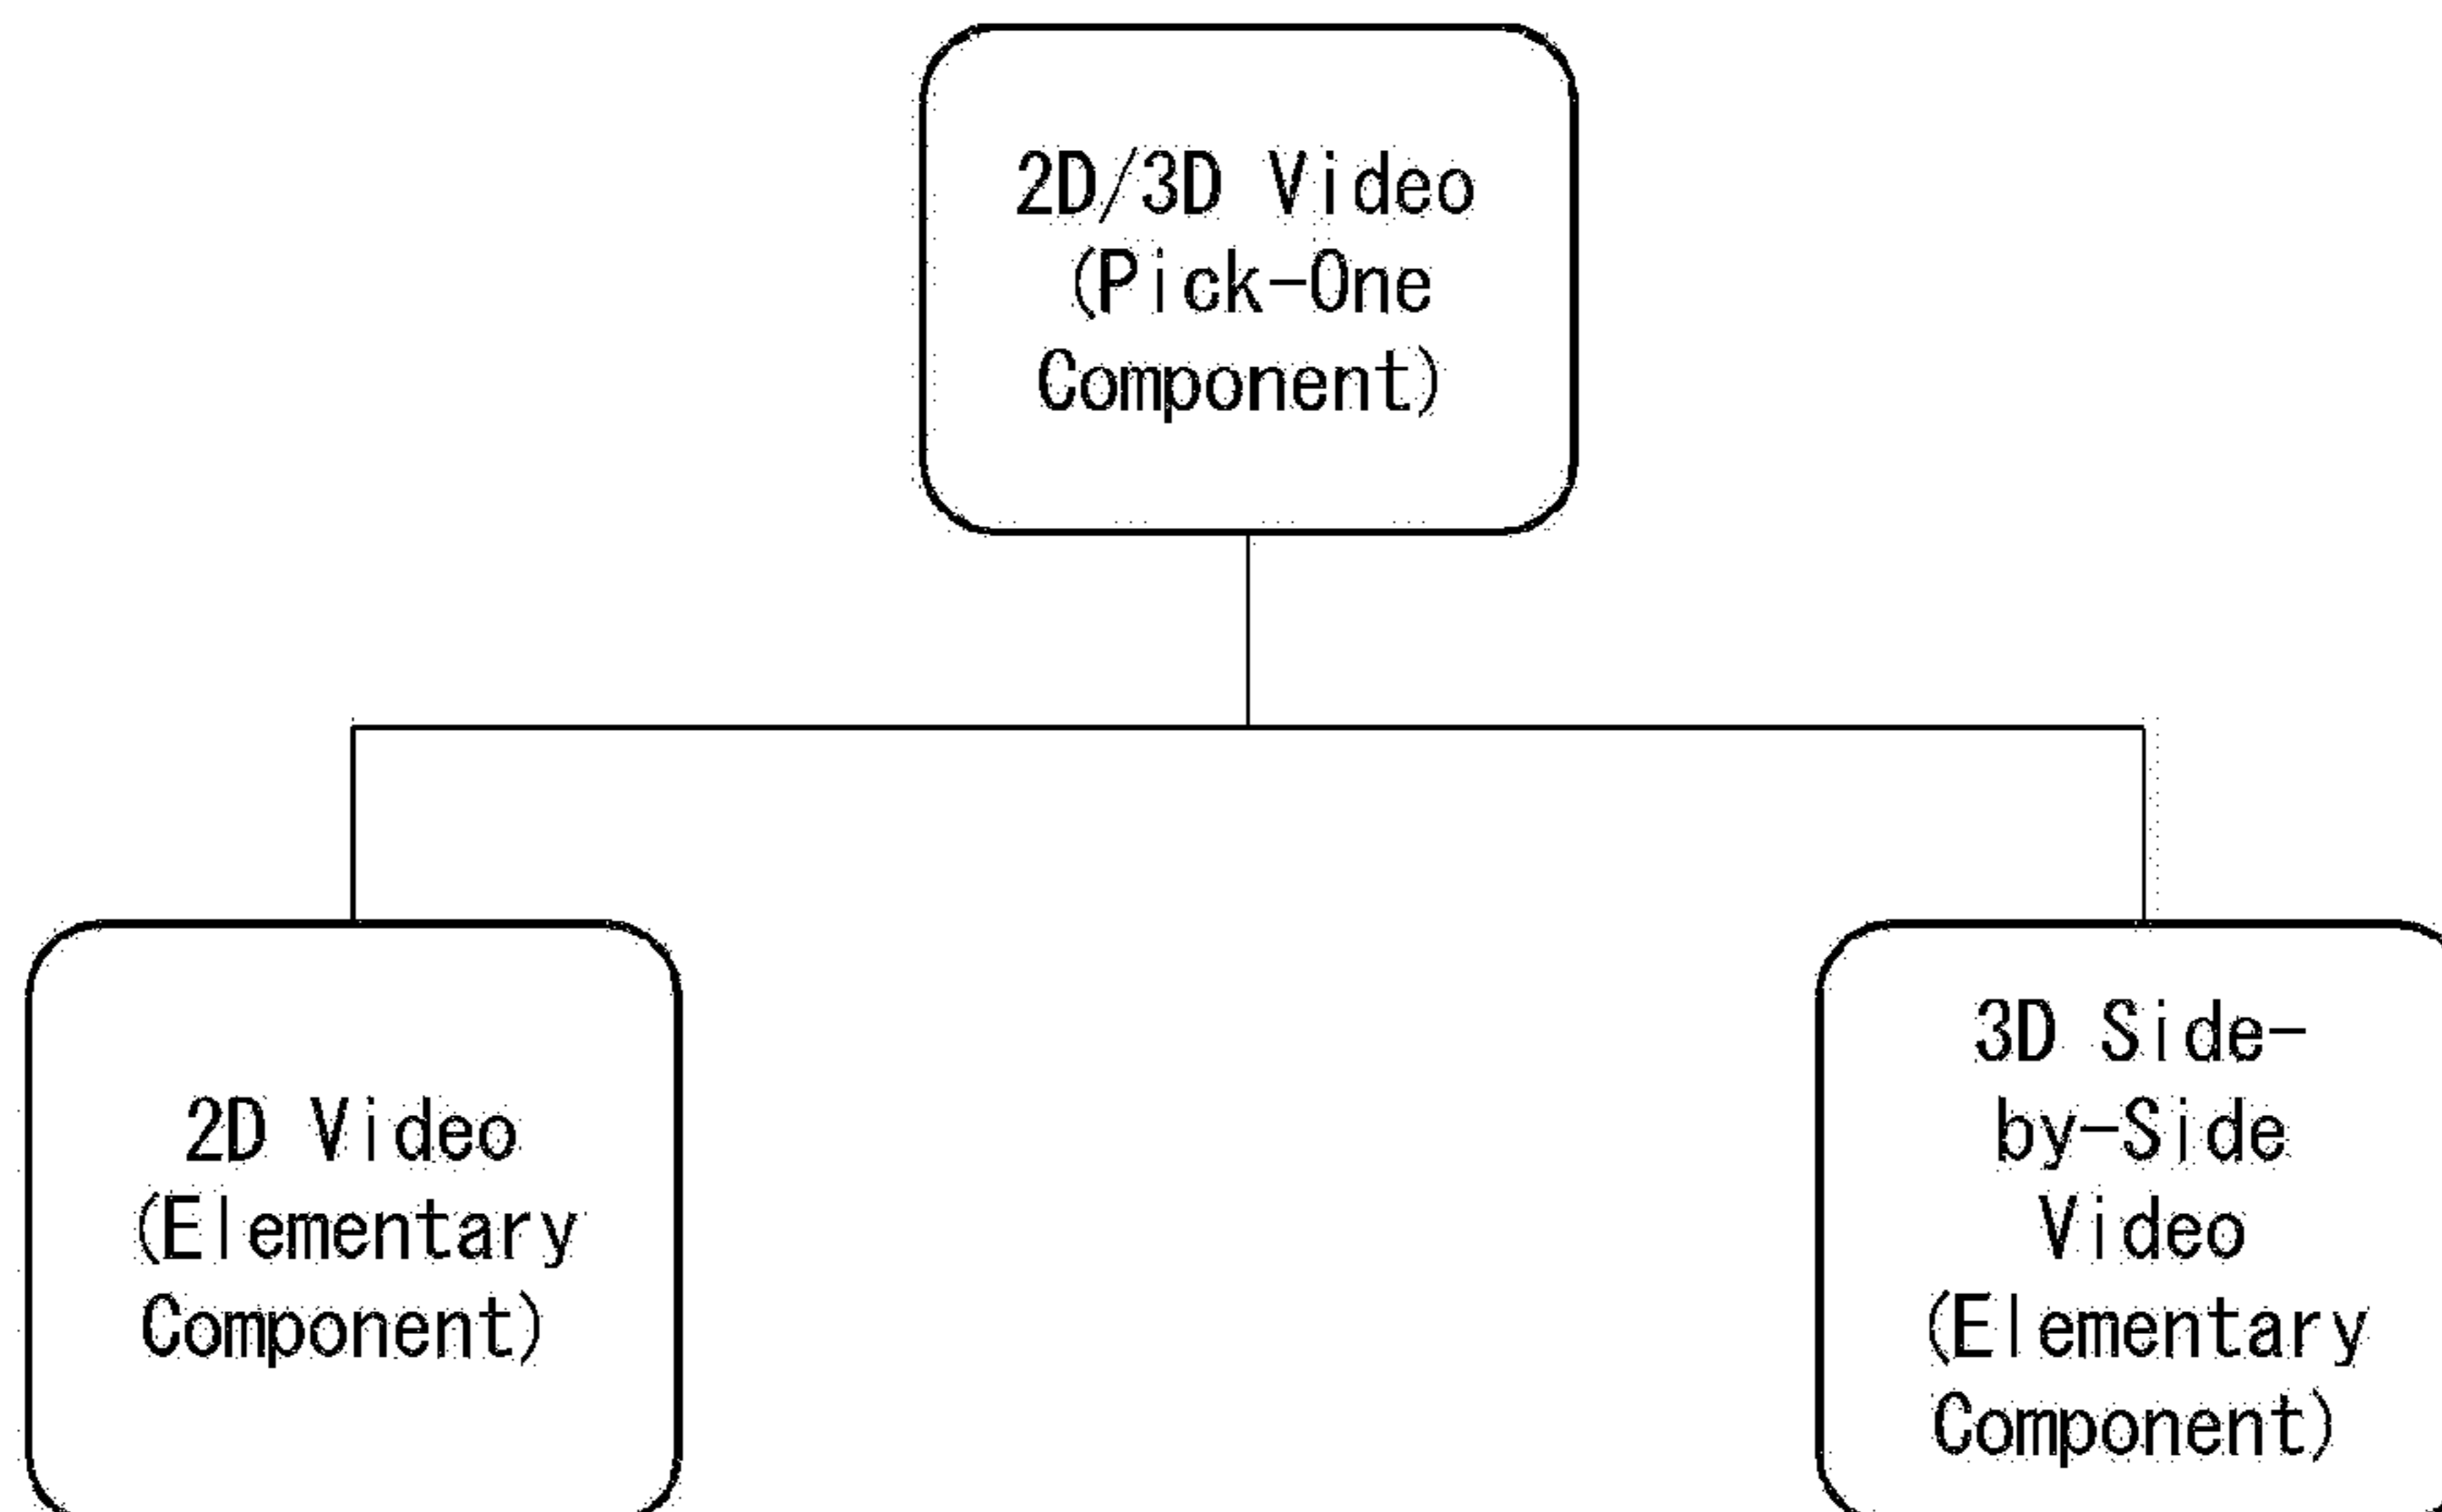 2D/3D Video
(Pick-One
Component)
2D Video
(Elementary
Component)
3D Side-
by-Side
Video
(Elementary
Component)